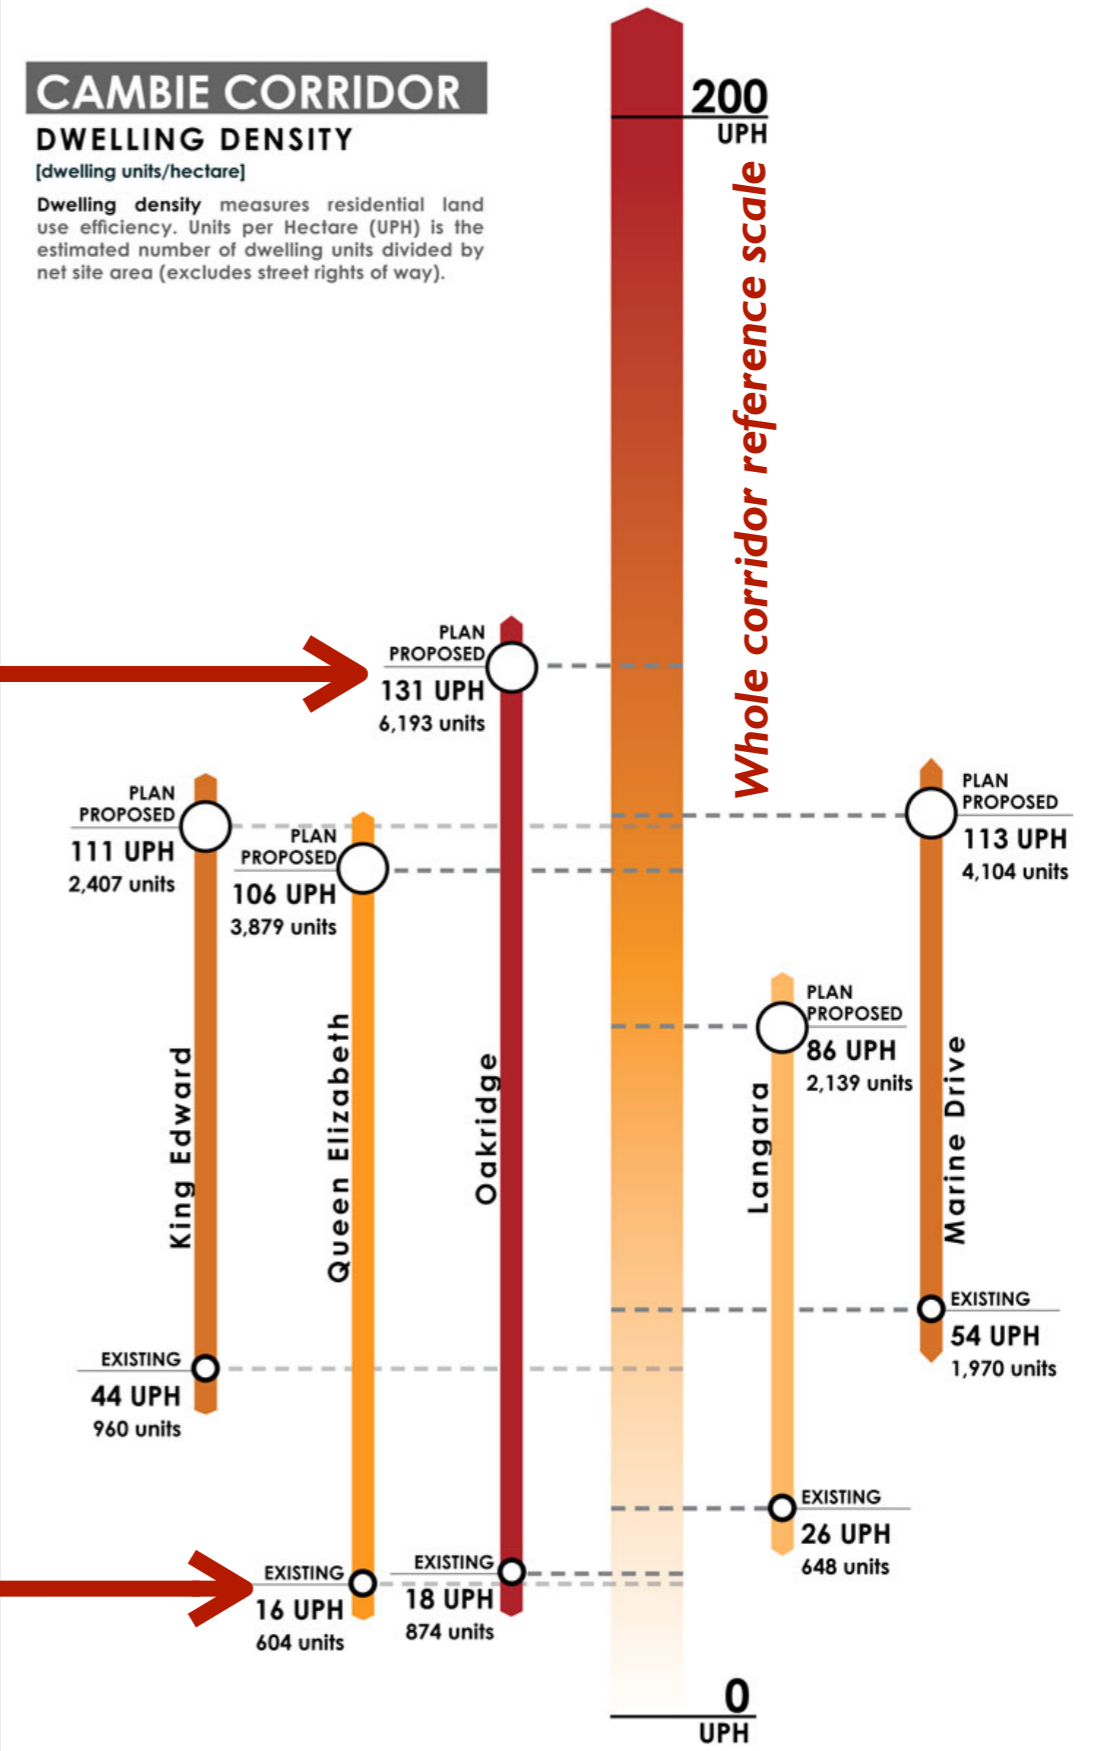 CAMBIE CORRIDOR
DWELLING DENSITY
[dwelling units/hectare]
Dwelling density measures residential land
use efficiency. Units per Hectare (UPH) is the
estimated number of dwelling units divided by
net site area (excludes street rights of way).
200
UPH
Whole corridor reference scale
PLAN
PROPOSED
131 UPH
6,193 units
PLAN
PROPOSED
111 UPH
2,407 units
PLAN
PROPOSED
106 UPH
3,879 units
PLAN
PROPOSED
113 UPH
4,104 units
PLAN
PROPOSED
86 UPH
2,139 units
King Edward
Queen Elizabeth
Oakridge
Langara
Marine Drive
EXISTING
54 UPH
1,970 units
EXISTING
44 UPH
960 units
EXISTING
26 UPH
648 units
EXISTING
16 UPH
604 units
EXISTING
18 UPH
874 units
0
UPH